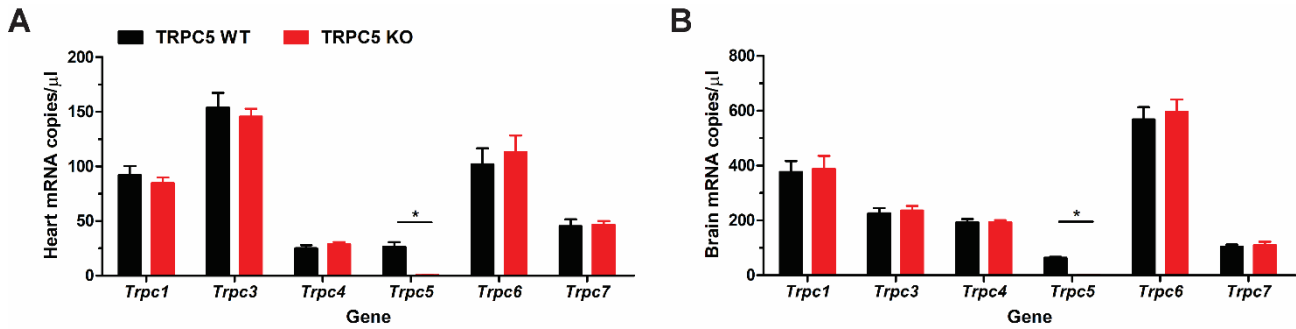 A
TRPC5 WT
TRPC5 KO
Heart mRNA copies/µl
200
150
100
50
0
*
Trpc1 Trpc3 Trpc4 Trpc5 Trpc6 Trpc7
Gene
B
Brain mRNA copies/µl
800
600
400
200
0
*
Trpc1 Trpc3 Trpc4 Trpc5 Trpc6 Trpc7
Gene